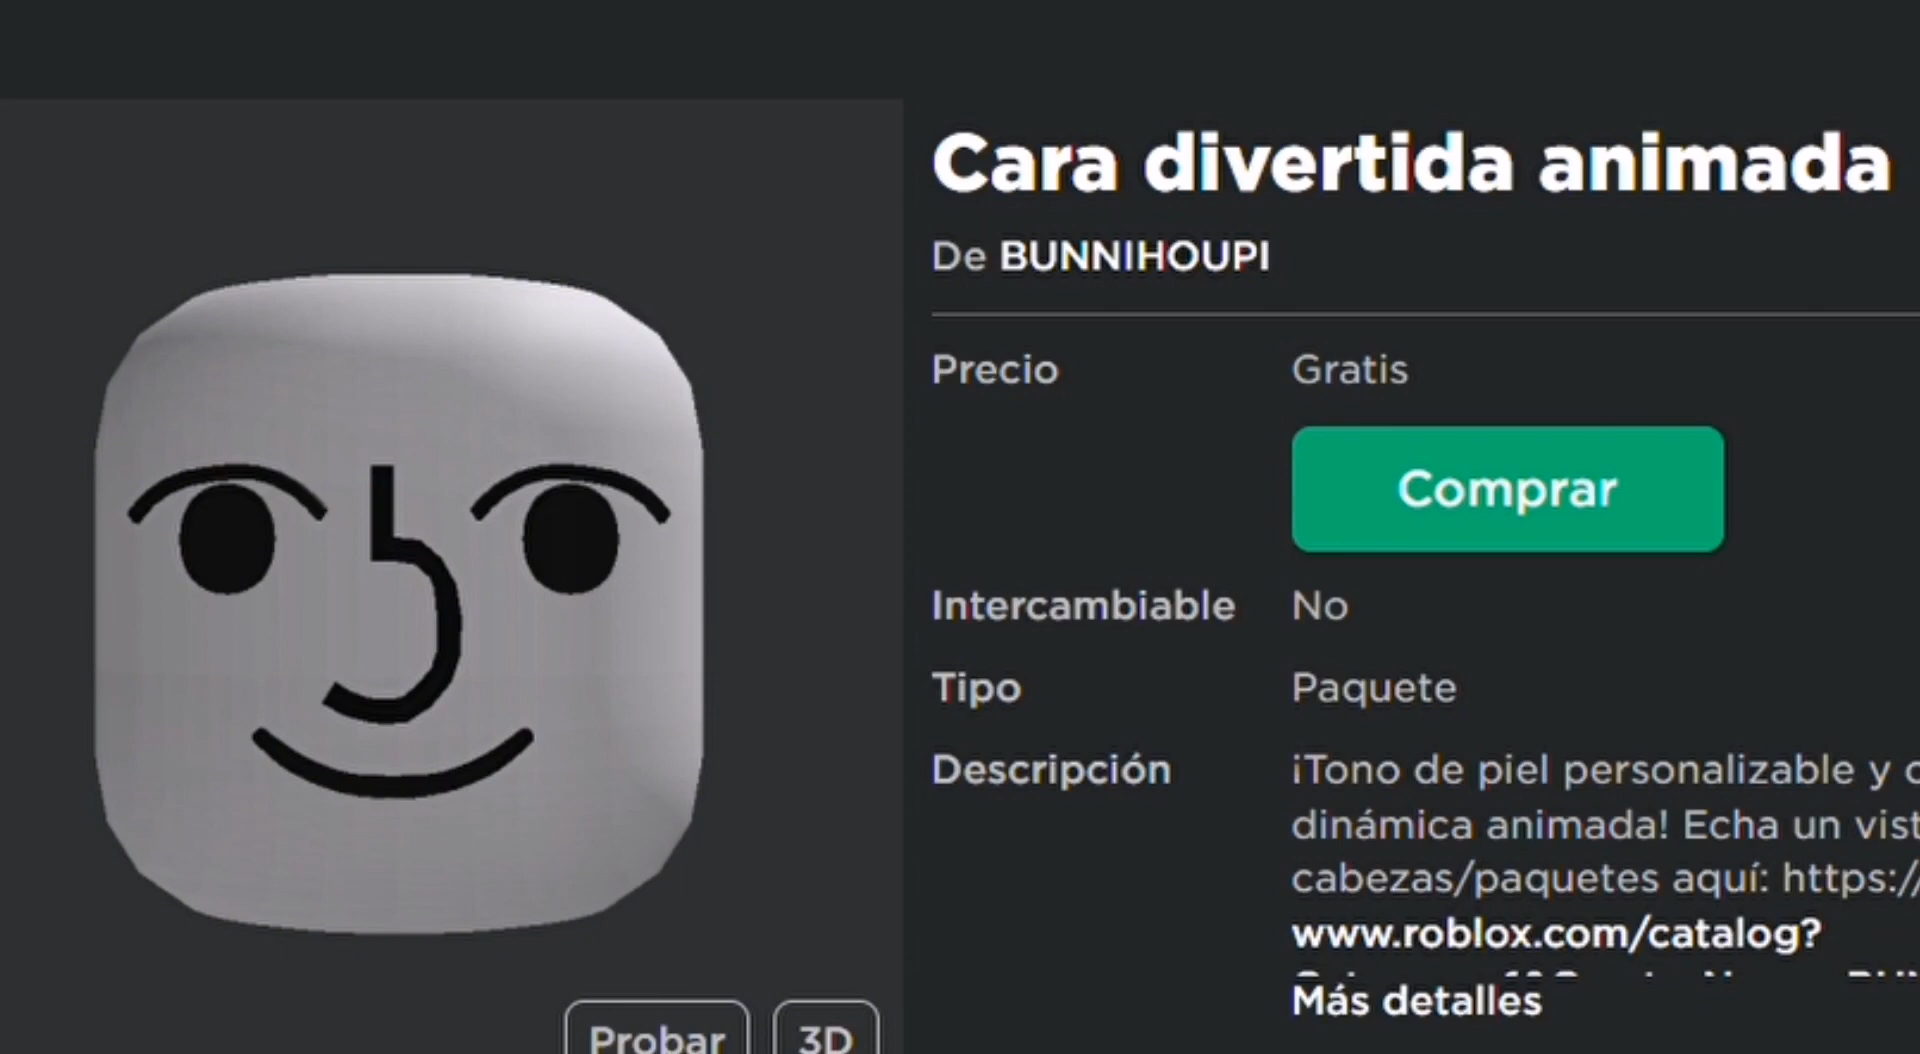 Cara divertida animada
De BUNNIHOUPI
Precio Gratis
Comprar
Intercambiable No
Tipo Paquete
Descripción ¡Tono de piel personalizable y
dinámica animada! Echa un
cabezas/paquetes aquí: https://
www.roblox.com/catalog?
Más detalles
Probar 3D